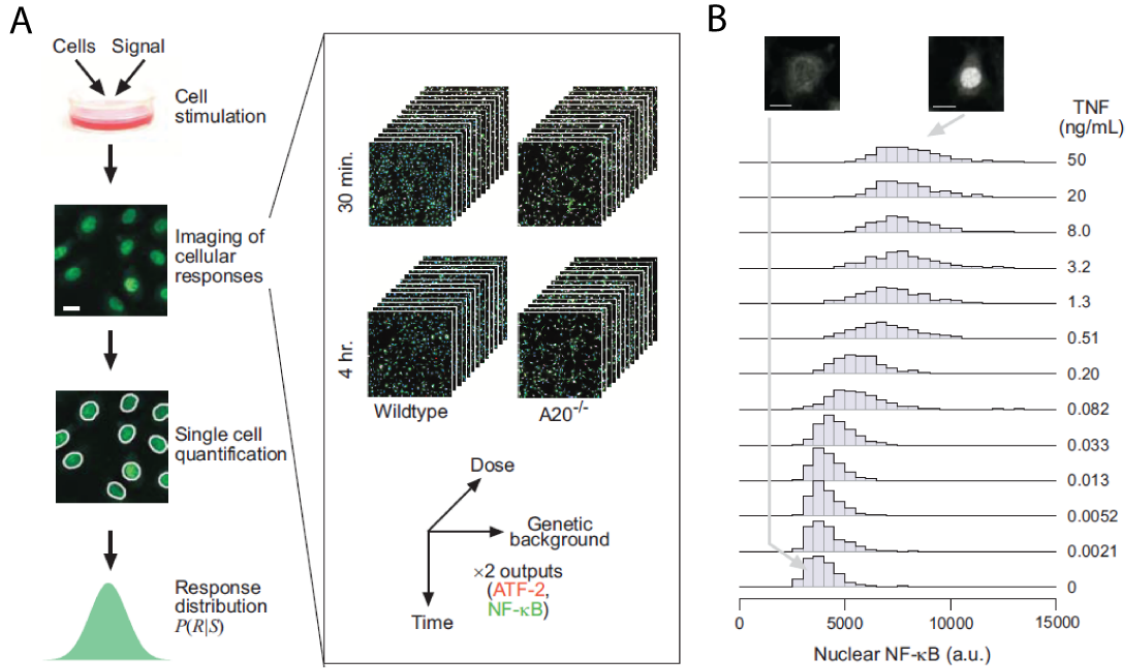 A
Cells Signal
Cell
stimulation
Imaging of
cellular
responses
Single cell
quantification
Response
distribution
P(R|S)
30 min.
4 hr.
Wildtype A20⁻/⁻
Dose
Genetic
background
×2 outputs
(ATF-2,
NF-κB)
Time
B
TNF
(ng/mL)
50
20
8.0
3.2
1.3
0.51
0.20
0.082
0.033
0.013
0.0052
0.0021
0
0 5000 10000 15000
Nuclear NF-κB (a.u.)